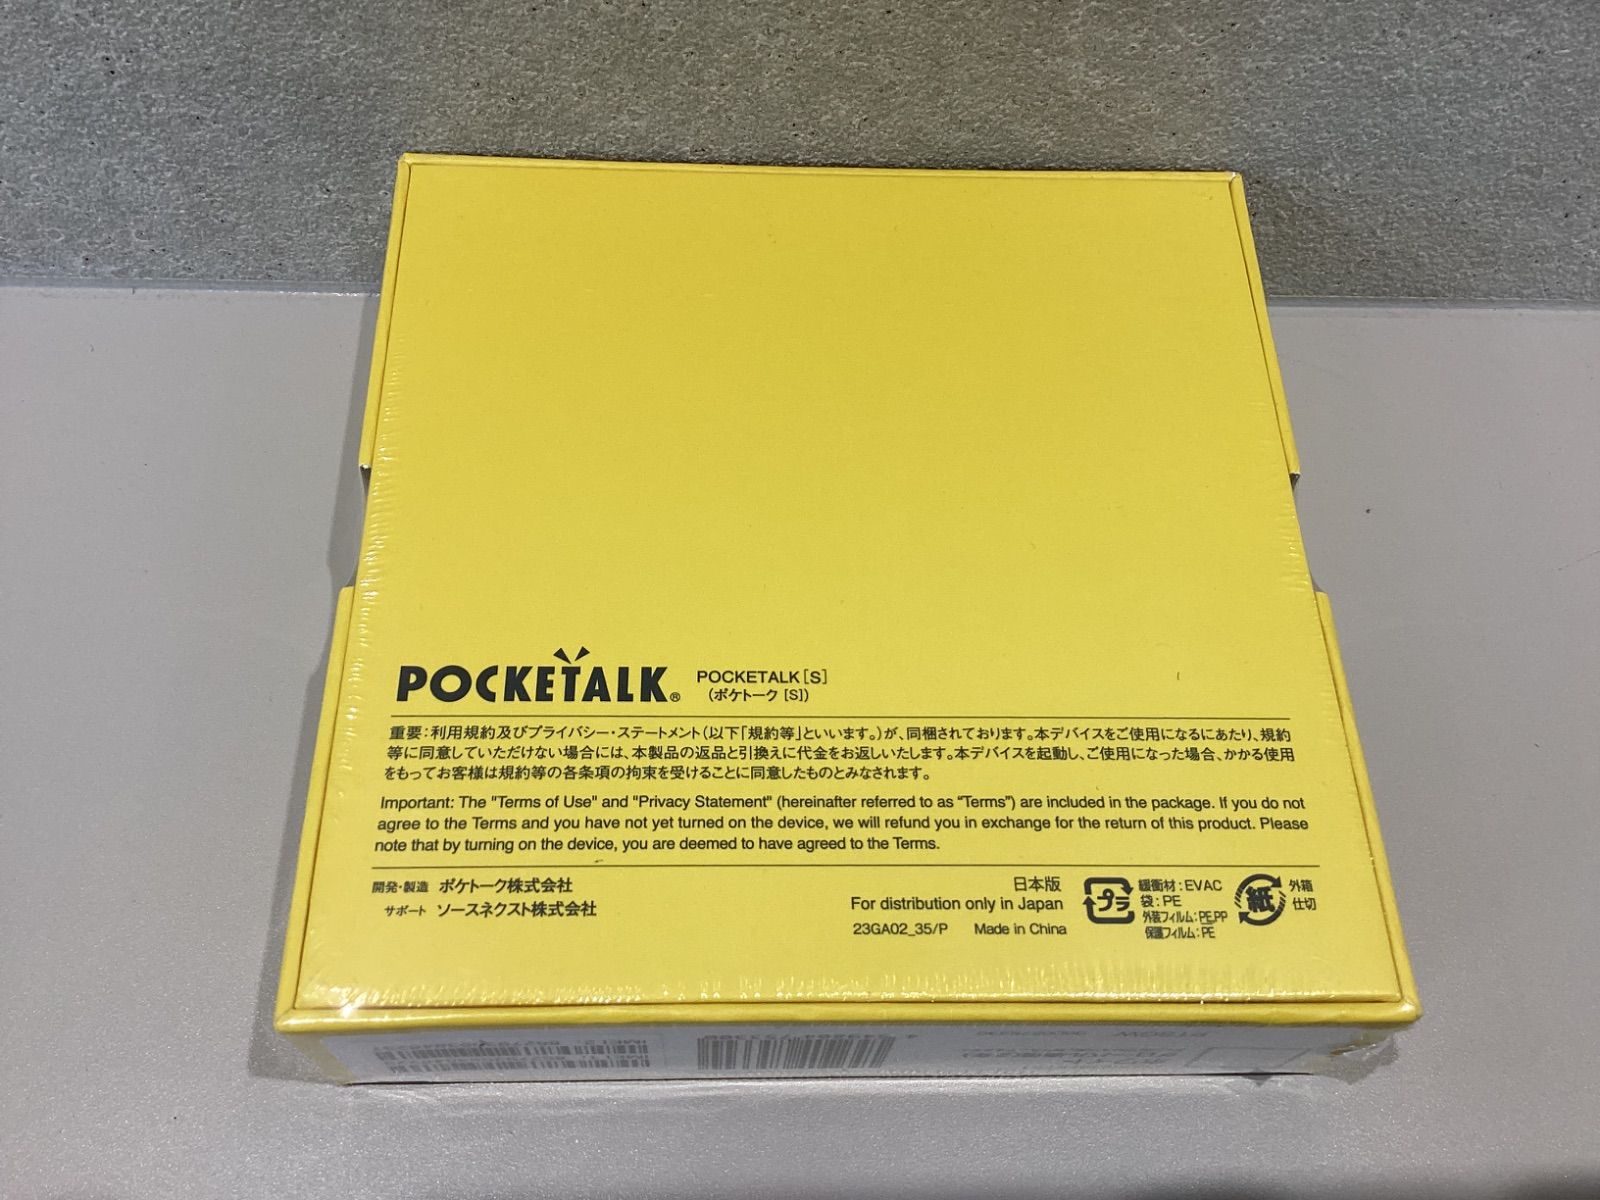 POCKETALK®
POCKETALK[S]
(ポケトーク [S])
重要:利用規約及びプライバシー・ステートメント(以下「規約等」といいます。)が、同梱されております。本デバイスをご使用になるにあたり、規約
等に同意していただけない場合には、本製品の返品と引換えに代金をお返しいたします。本デバイスを起動し、ご使用になった場合、かかる使用
をもってお客様は規約等の各条項の拘束を受けることに同意したものとみなされます。
Important: The "Terms of Use" and "Privacy Statement" (hereinafter referred to as “Terms”) are included in the package. If you do not
agree to the Terms and you have not yet turned on the device, we will refund you in exchange for the return of this product. Please
note that by turning on the device, you are deemed to have agreed to the Terms.
開発・製造 ポケトーク株式会社
サポート ソースネクスト株式会社
日本版
For distribution only in Japan
23GA02_35/P Made in China
プラ
緩衝材:EVAC
袋:PE
外装フィルム:PE,PP
保護フィルム:PE
紙
外箱
仕切